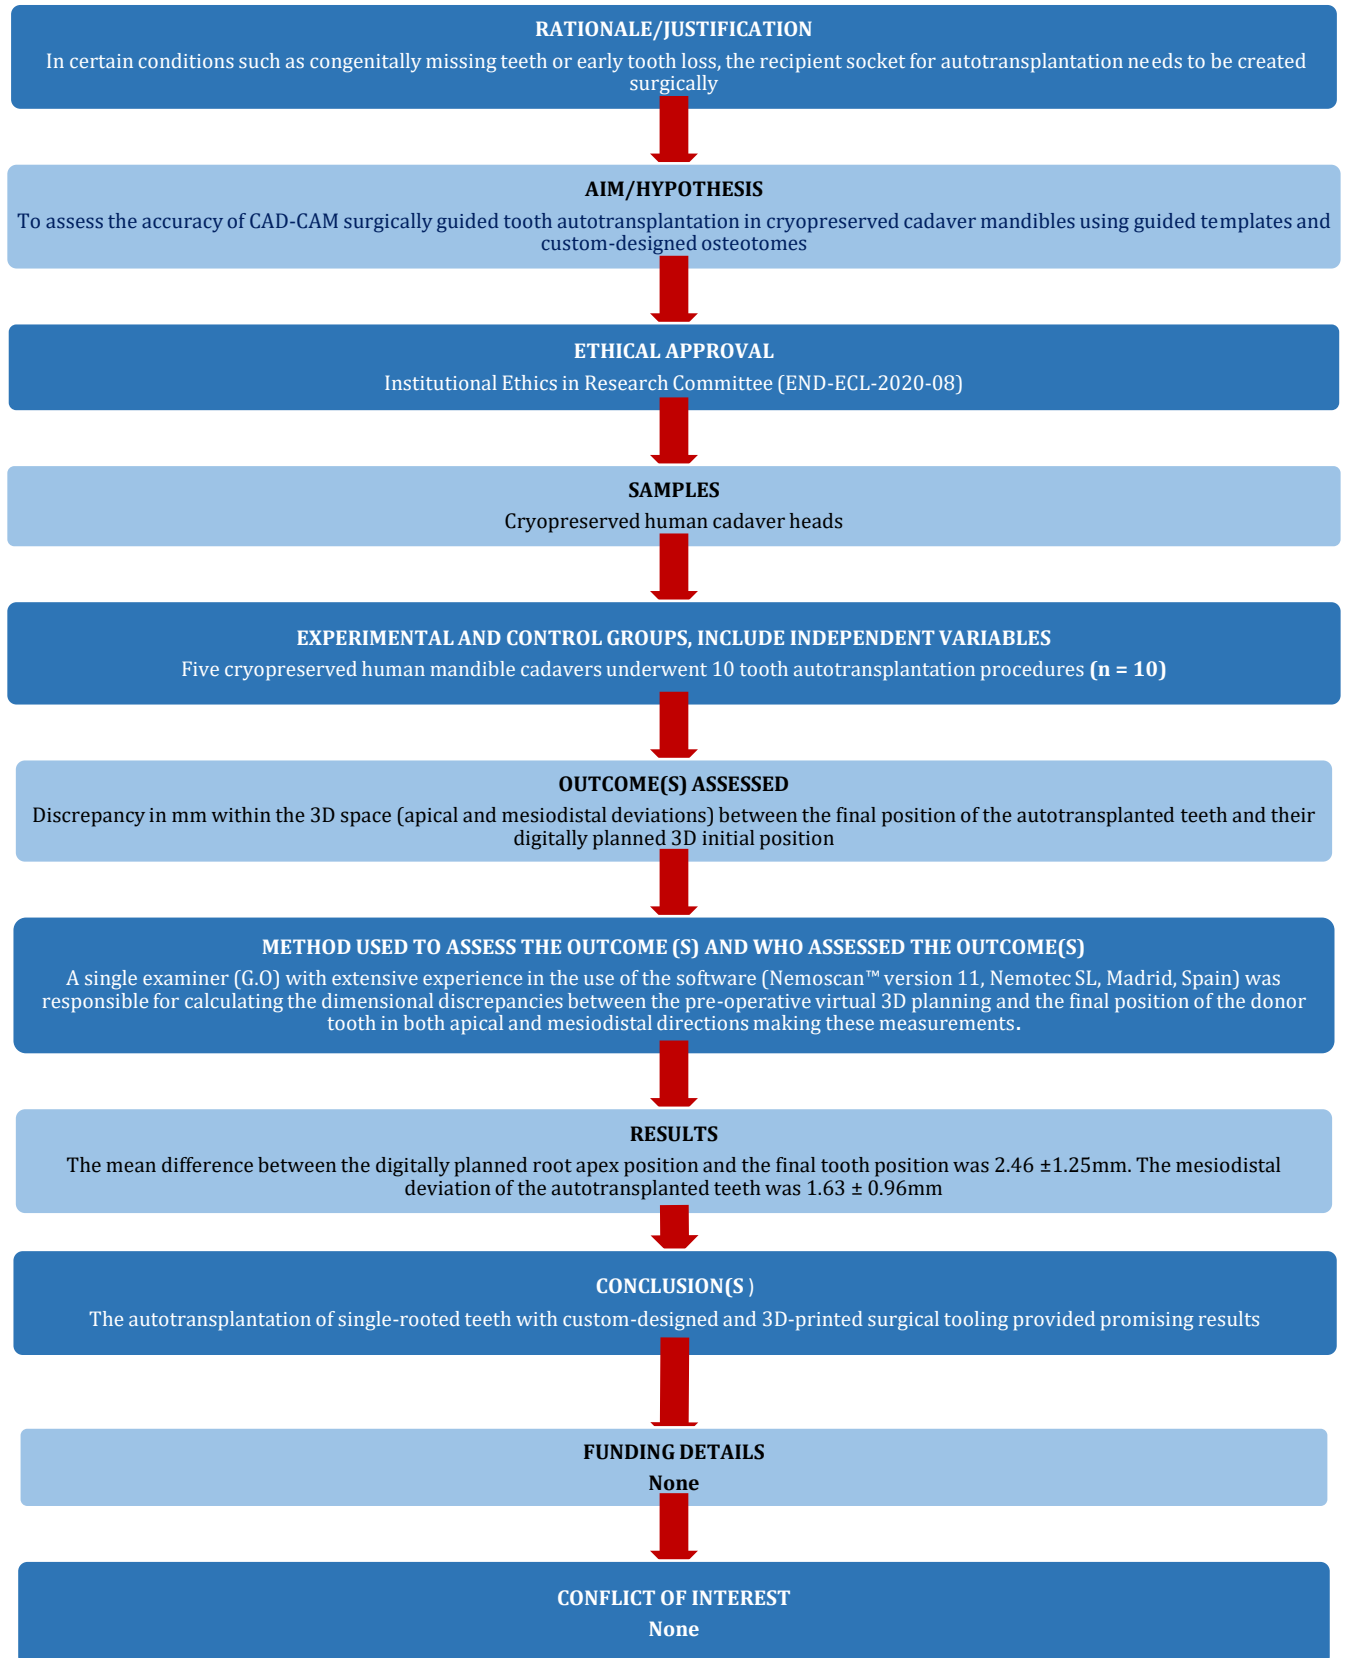 RATIONALE/JUSTIFICATION
In certain conditions such as congenitally missing teeth or early tooth loss, the recipient socket for autotransplantation needs to be created
surgically
AIM/HYPOTHESIS
To assess the accuracy of CAD-CAM surgically guided tooth autotransplantation in cryopreserved cadaver mandibles using guided templates and
custom-designed osteotomes
ETHICAL APPROVAL
Institutional Ethics in Research Committee (END-ECL-2020-08)
SAMPLES
Cryopreserved human cadaver heads
EXPERIMENTAL AND CONTROL GROUPS, INCLUDE INDEPENDENT VARIABLES
Five cryopreserved human mandible cadavers underwent 10 tooth autotransplantation procedures (n = 10)
OUTCOME(S) ASSESSED
Discrepancy in mm within the 3D space (apical and mesiodistal deviations) between the final position of the autotransplanted teeth and their
digitally planned 3D initial position
METHOD USED TO ASSESS THE OUTCOME (S) AND WHO ASSESSED THE OUTCOME(S)
A single examiner (G.O) with extensive experience in the use of the software (Nemoscan™ version 11, Nemotec SL, Madrid, Spain) was
responsible for calculating the dimensional discrepancies between the pre-operative virtual 3D planning and the final position of the donor
tooth in both apical and mesiodistal directions making these measurements.
RESULTS
The mean difference between the digitally planned root apex position and the final tooth position was 2.46 ±1.25mm. The mesiodistal
deviation of the autotransplanted teeth was 1.63 ± 0.96mm
CONCLUSION(S )
The autotransplantation of single-rooted teeth with custom-designed and 3D-printed surgical tooling provided promising results
FUNDING DETAILS
None
CONFLICT OF INTEREST
None